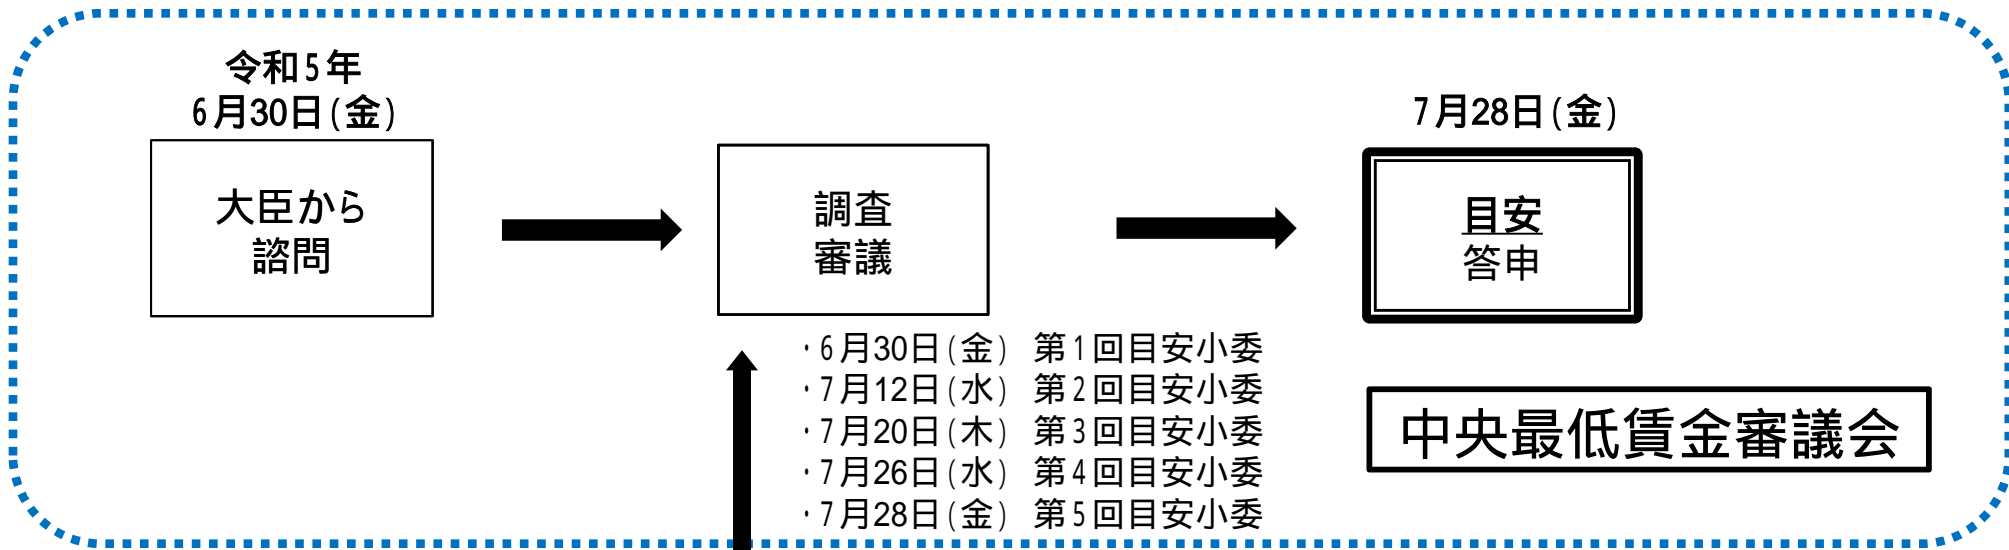 令和5年
6月30日(金)
大臣から
諮問
調査
審議
7月28日(金)
目安
答申
・6月30日(金) 第1回目安小委
・7月12日(水) 第2回目安小委
・7月20日(木) 第3回目安小委
・7月26日(水) 第4回目安小委
・7月28日(金) 第5回目安小委
中央最低賃金審議会